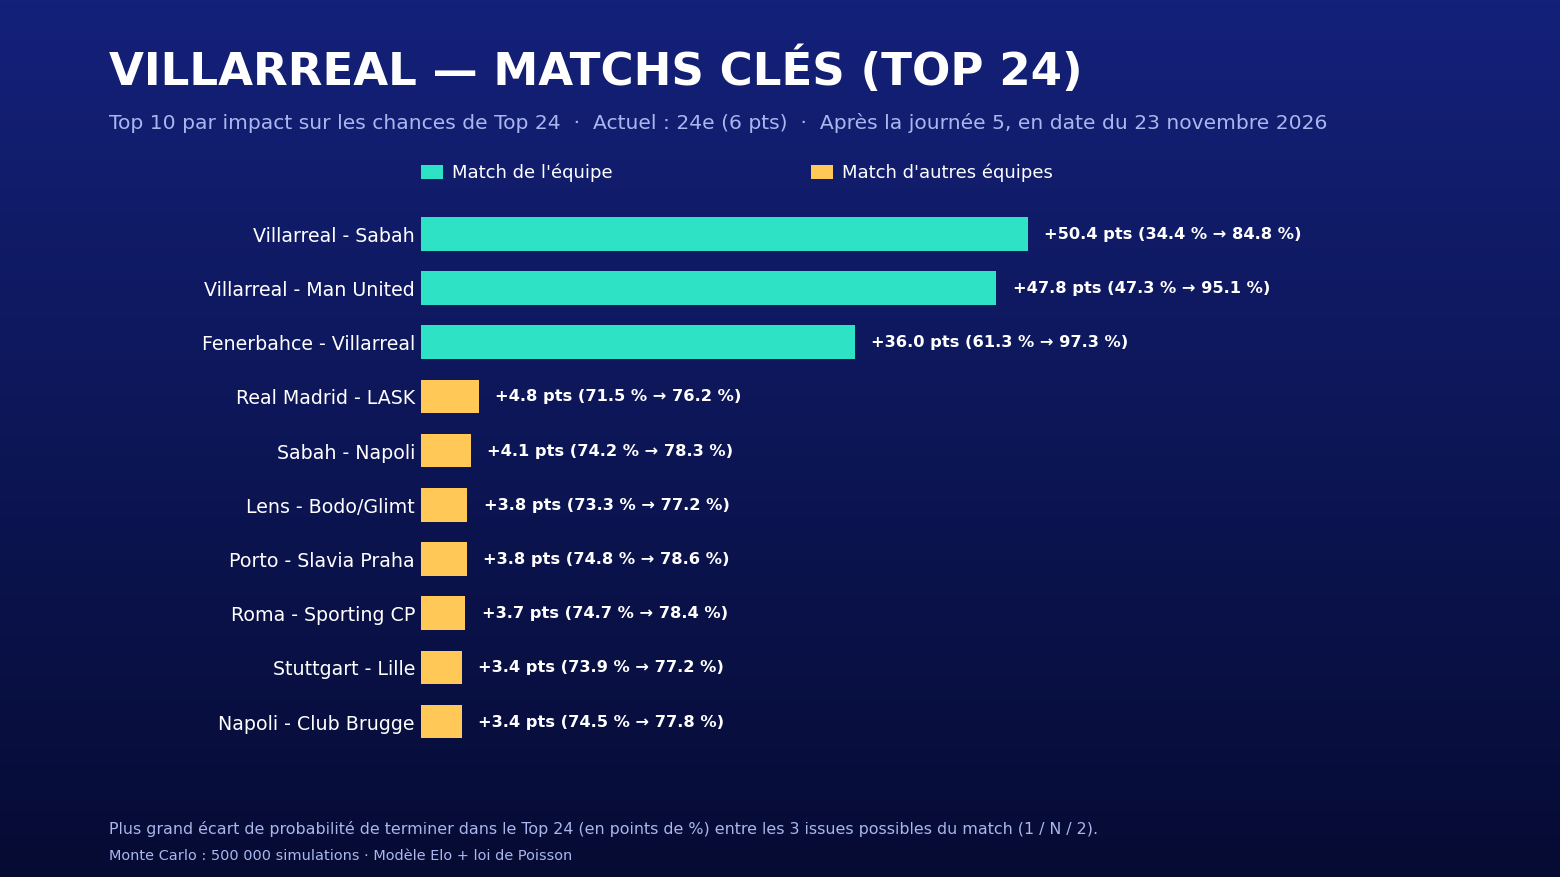 VILLARREAL — MATCHS CLÉS (TOP 24)
Top 10 par impact sur les chances de Top 24 · Actuel : 24e (6 pts) · Après la journée 5, en date du 23 novembre 2026
Match de l'équipe Match d'autres équipes
Villarreal - Sabah +50.4 pts (34.4 % → 84.8 %)
Villarreal - Man United +47.8 pts (47.3 % → 95.1 %)
Fenerbahce - Villarreal +36.0 pts (61.3 % → 97.3 %)
Real Madrid - LASK +4.8 pts (71.5 % → 76.2 %)
Sabah - Napoli +4.1 pts (74.2 % → 78.3 %)
Lens - Bodo/Glimt +3.8 pts (73.3 % → 77.2 %)
Porto - Slavia Praha +3.8 pts (74.8 % → 78.6 %)
Roma - Sporting CP +3.7 pts (74.7 % → 78.4 %)
Stuttgart - Lille +3.4 pts (73.9 % → 77.2 %)
Napoli - Club Brugge +3.4 pts (74.5 % → 77.8 %)
Plus grand écart de probabilité de terminer dans le Top 24 (en points de %) entre les 3 issues possibles du match (1 / N / 2).
Monte Carlo : 500 000 simulations · Modèle Elo + loi de Poisson